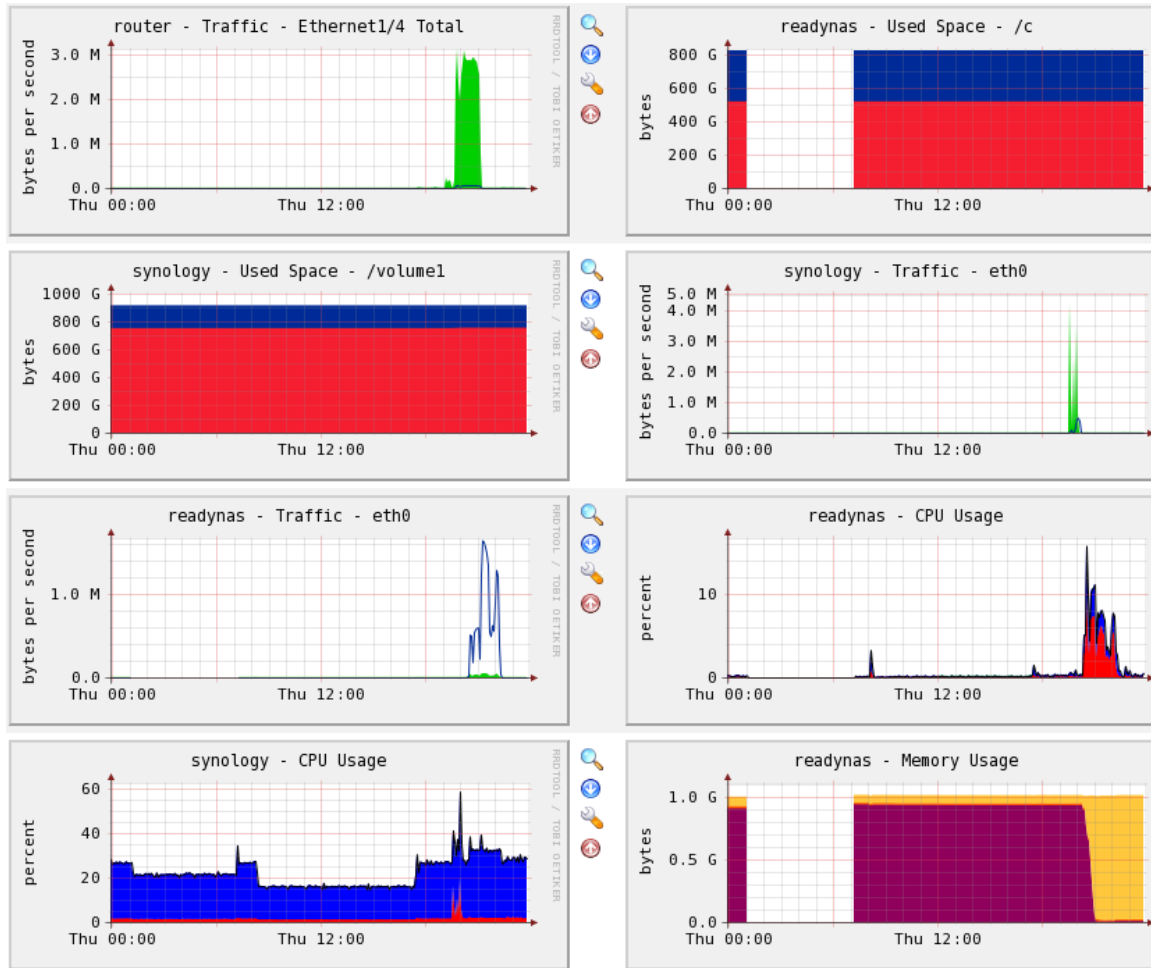 router - Traffic - Ethernet1/4 Total
bytes per second
3.0 M
2.0 M
1.0 M
0.0
Thu 00:00 Thu 12:00
RRDTOOL / TOBI OETIKER
readynas - Used Space - /c
bytes
800 G
600 G
400 G
200 G
0
Thu 00:00 Thu 12:00
synology - Used Space - /volume1
bytes
1000 G
800 G
600 G
400 G
200 G
0
Thu 00:00 Thu 12:00
RRDTOOL / TOBI OETIKER
synology - Traffic - eth0
bytes per second
5.0 M
4.0 M
3.0 M
2.0 M
1.0 M
0.0
Thu 00:00 Thu 12:00
readynas - Traffic - eth0
bytes per second
1.0 M
0.0
Thu 00:00 Thu 12:00
RRDTOOL / TOBI OETIKER
readynas - CPU Usage
percent
10
0
Thu 00:00 Thu 12:00
synology - CPU Usage
percent
60
40
20
0
Thu 00:00 Thu 12:00
RRDTOOL / TOBI OETIKER
readynas - Memory Usage
bytes
1.0 G
0.5 G
0.0
Thu 00:00 Thu 12:00